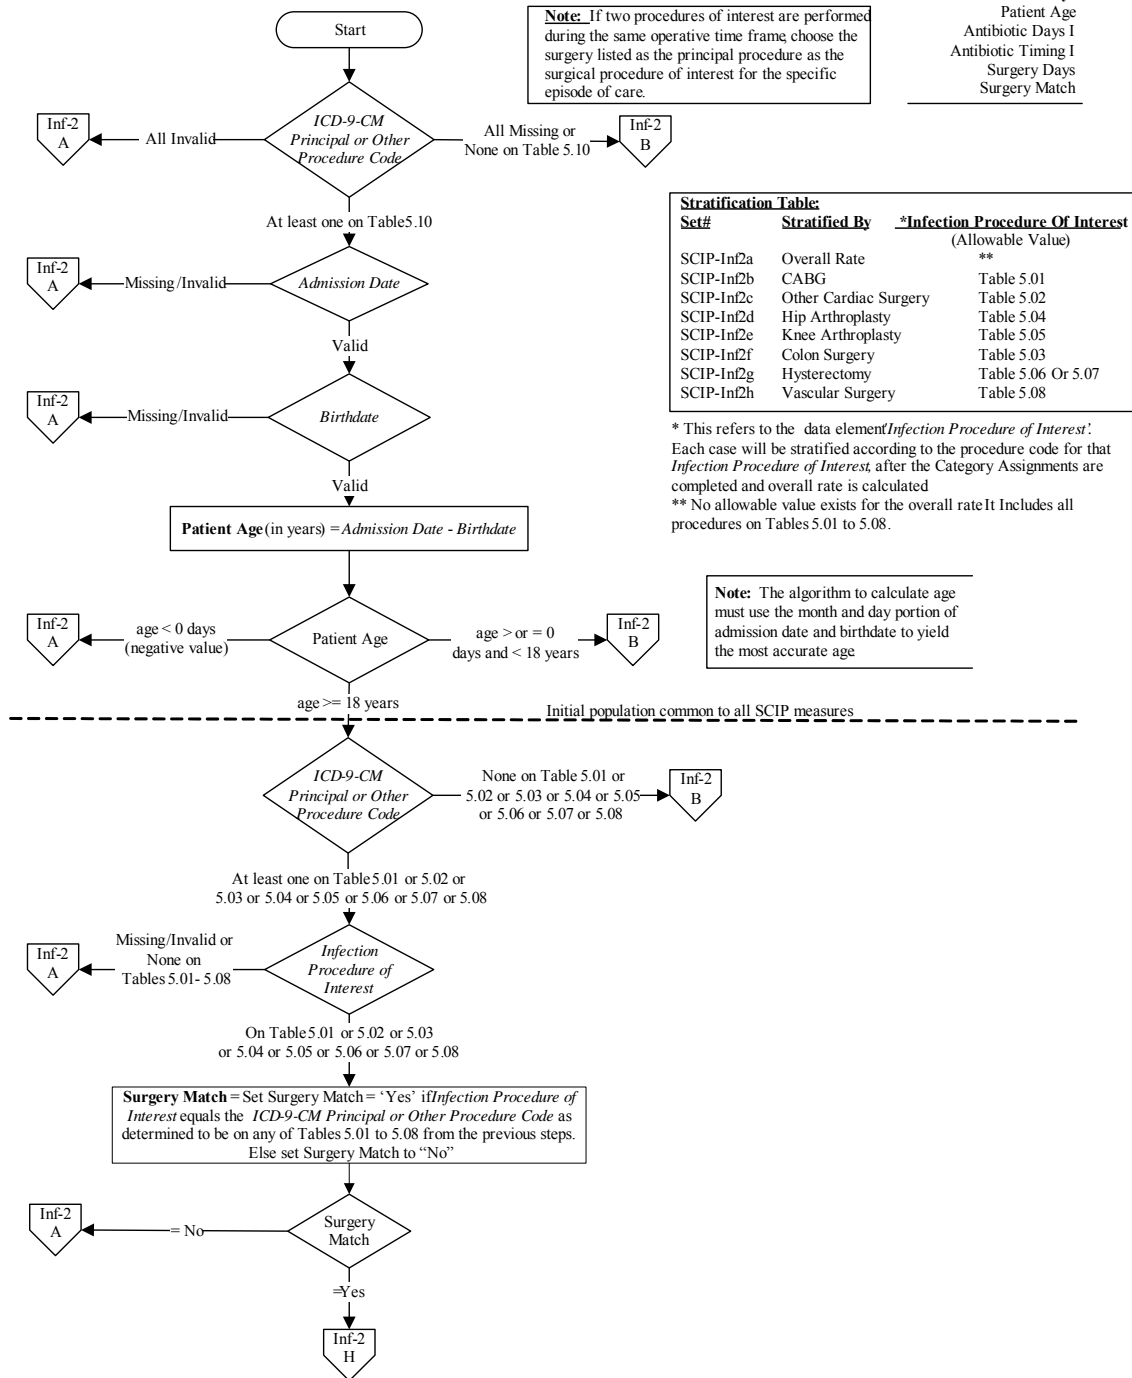 Start
Note: If two procedures of interest are performed
during the same operative time frame, choose the
surgery listed as the principal procedure as the
surgical procedure of interest for the specific
episode of care.
Patient Age
Antibiotic Days I
Antibiotic Timing I
Surgery Days
Surgery Match
Inf-2
A
All Invalid
ICD-9-CM
Principal or Other
Procedure Code
All Missing or
None on Table 5.10
Inf-2
B
At least one on Table 5.10
Stratification Table:
Set# Stratified By *Infection Procedure Of Interest
(Allowable Value)
SCIP-Inf2a Overall Rate **
SCIP-Inf2b CABG Table 5.01
SCIP-Inf2c Other Cardiac Surgery Table 5.02
SCIP-Inf2d Hip Arthroplasty Table 5.04
SCIP-Inf2e Knee Arthroplasty Table 5.05
SCIP-Inf2f Colon Surgery Table 5.03
SCIP-Inf2g Hysterectomy Table 5.06 Or 5.07
SCIP-Inf2h Vascular Surgery Table 5.08
* This refers to the data element 'Infection Procedure of Interest'.
Each case will be stratified according to the procedure code for that
Infection Procedure of Interest, after the Category Assignments are
completed and overall rate is calculated
** No allowable value exists for the overall rate It Includes all
procedures on Tables 5.01 to 5.08.
Inf-2
A
Missing/Invalid
Admission Date
Valid
Inf-2
A
Missing/Invalid
Birthdate
Valid
Patient Age (in years) = Admission Date - Birthdate
Inf-2
A
age < 0 days
(negative value)
Patient Age
age > or = 0
days and < 18 years
Inf-2
B
Note: The algorithm to calculate age
must use the month and day portion of
admission date and birthdate to yield
the most accurate age
age >= 18 years
Initial population common to all SCIP measures
ICD-9-CM
Principal or Other
Procedure Code
None on Table 5.01 or
5.02 or 5.03 or 5.04 or 5.05
or 5.06 or 5.07 or 5.08
Inf-2
B
At least one on Table 5.01 or 5.02 or
5.03 or 5.04 or 5.05 or 5.06 or 5.07 or 5.08
Inf-2
A
Missing/Invalid or
None on
Tables 5.01- 5.08
Infection
Procedure of
Interest
On Table 5.01 or 5.02 or 5.03
or 5.04 or 5.05 or 5.06 or 5.07 or 5.08
Surgery Match = Set Surgery Match = ‘Yes’ if Infection Procedure of
Interest equals the ICD-9-CM Principal or Other Procedure Code as
determined to be on any of Tables 5.01 to 5.08 from the previous steps.
Else set Surgery Match to “No”
Inf-2
A
= No
Surgery
Match
=Yes
Inf-2
H